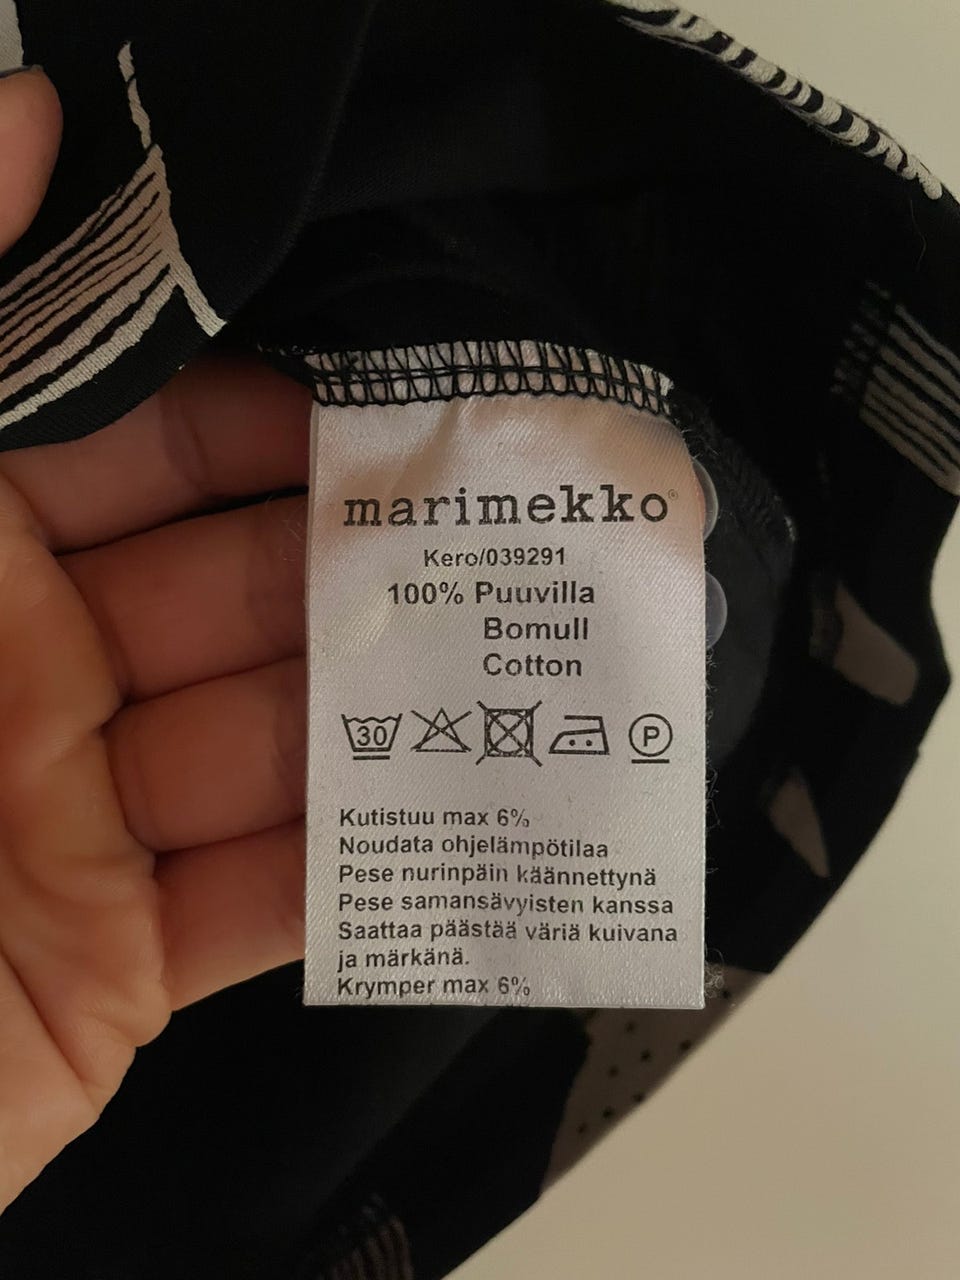 marimekko®
Kero/039291
100% Puuvilla
Bomull
Cotton
30 P
Kutistuu max 6%
Noudata ohjelämpötilaa
Pese nurinpäin käännettynä
Pese samansävyisten kanssa
Saattaa päästää väriä kuivana
ja märkänä.
Krymper max 6%